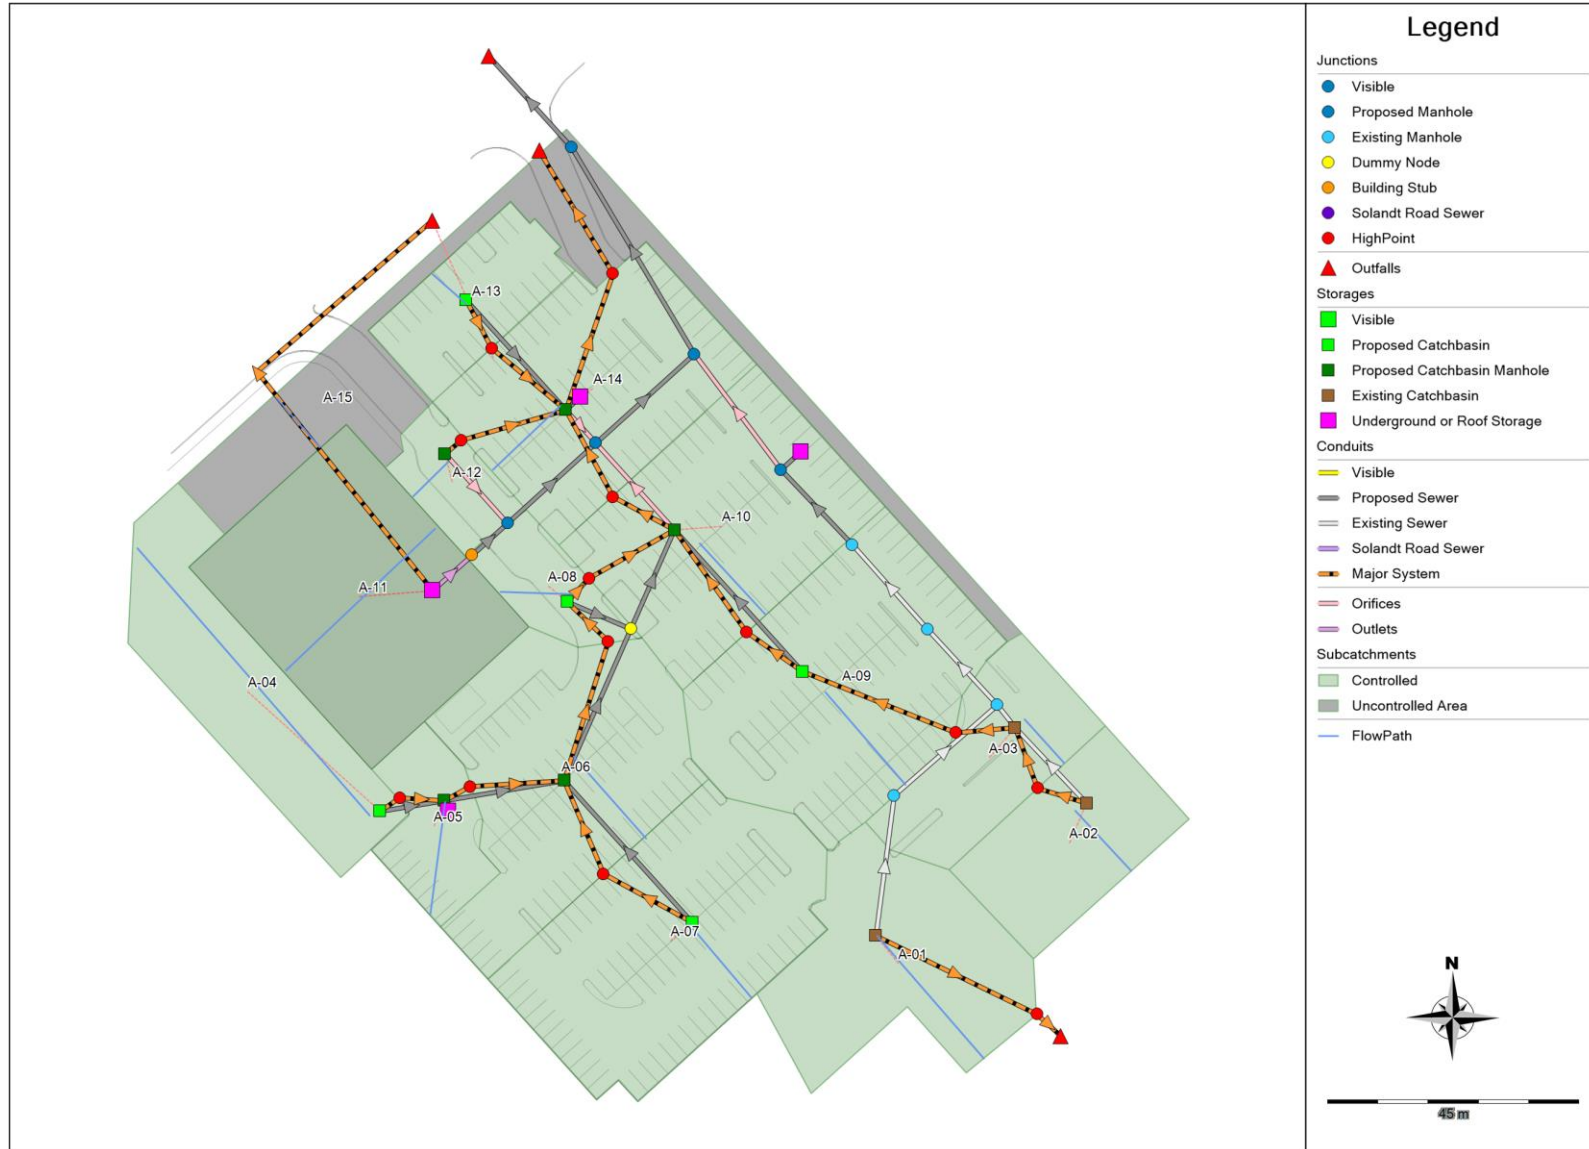 Legend
Junctions
Visible
Proposed Manhole
Existing Manhole
Dummy Node
Building Stub
Solandt Road Sewer
HighPoint
Outfalls
Storages
Visible
Proposed Catchbasin
Proposed Catchbasin Manhole
Existing Catchbasin
Underground or Roof Storage
Conduits
Visible
Proposed Sewer
Existing Sewer
Solandt Road Sewer
Major System
Orifices
Outlets
Subcatchments
Controlled
Uncontrolled Area
FlowPath
N
45 m
A-13
A-14
A-15
A-12
A-10
A-08
A-11
A-09
A-04
A-03
A-06
A-05
A-02
A-07
A-01